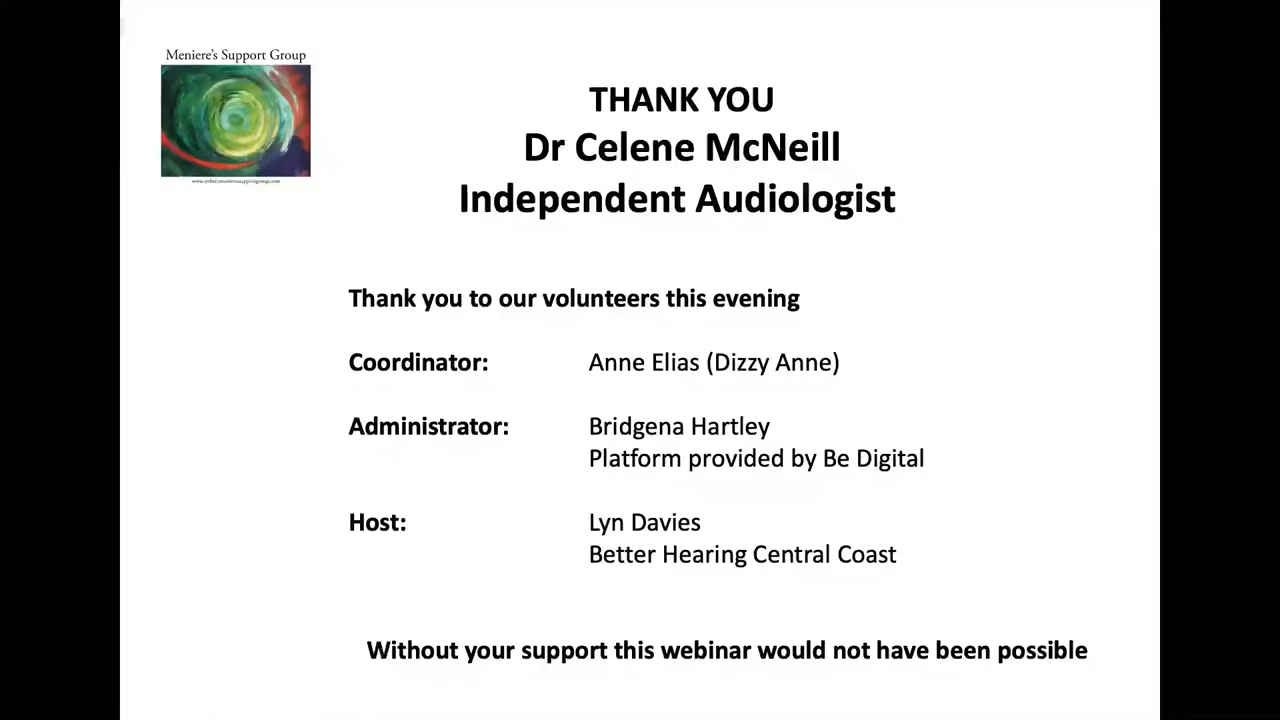 Meniere's Support Group
THANK YOU
Dr Celene McNeill
Independent Audiologist
Thank you to our volunteers this evening
Coordinator: Anne Elias (Dizzy Anne)
Administrator: Bridgena Hartley
Platform provided by Be Digital
Host: Lyn Davies
Better Hearing Central Coast
Without your support this webinar would not have been possible